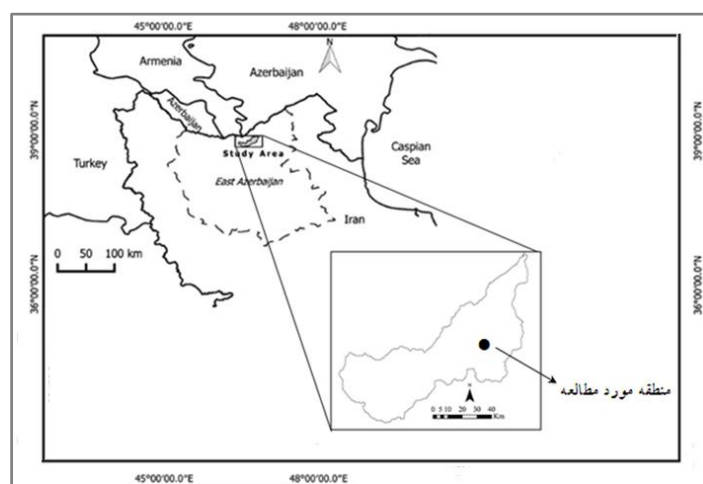 45°00'00.0"E
48°00'00.0"E
N
Armenia
Azerbaijan
Azerbaijan
39°00'00.0"N
39°00'00.0"N
Caspian
Sea
Study Area
Turkey
East Azerbaijan
Iran
0 50 100 km
36°00'00.0"N
36°00'00.0"N
منطقه مورد مطالعه
N
0 5 10 20 30 40
Km
45°00'00.0"E
48°00'00.0"E